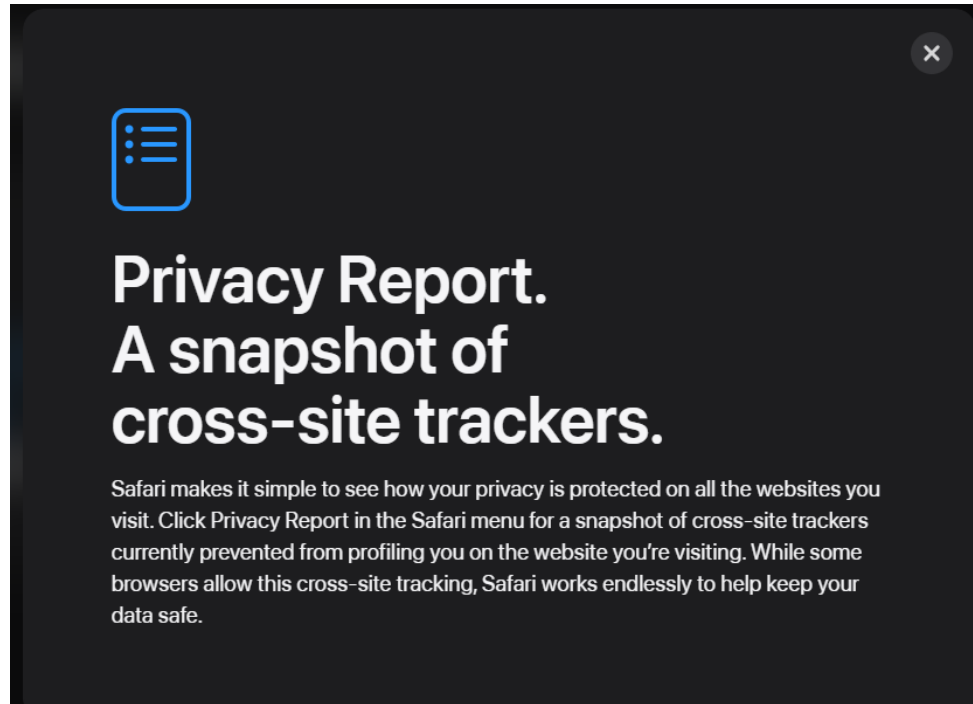 Privacy Report.
A snapshot of
cross-site trackers.
Safari makes it simple to see how your privacy is protected on all the websites you
visit. Click Privacy Report in the Safari menu for a snapshot of cross-site trackers
currently prevented from profiling you on the website you’re visiting. While some
browsers allow this cross-site tracking, Safari works endlessly to help keep your
data safe.